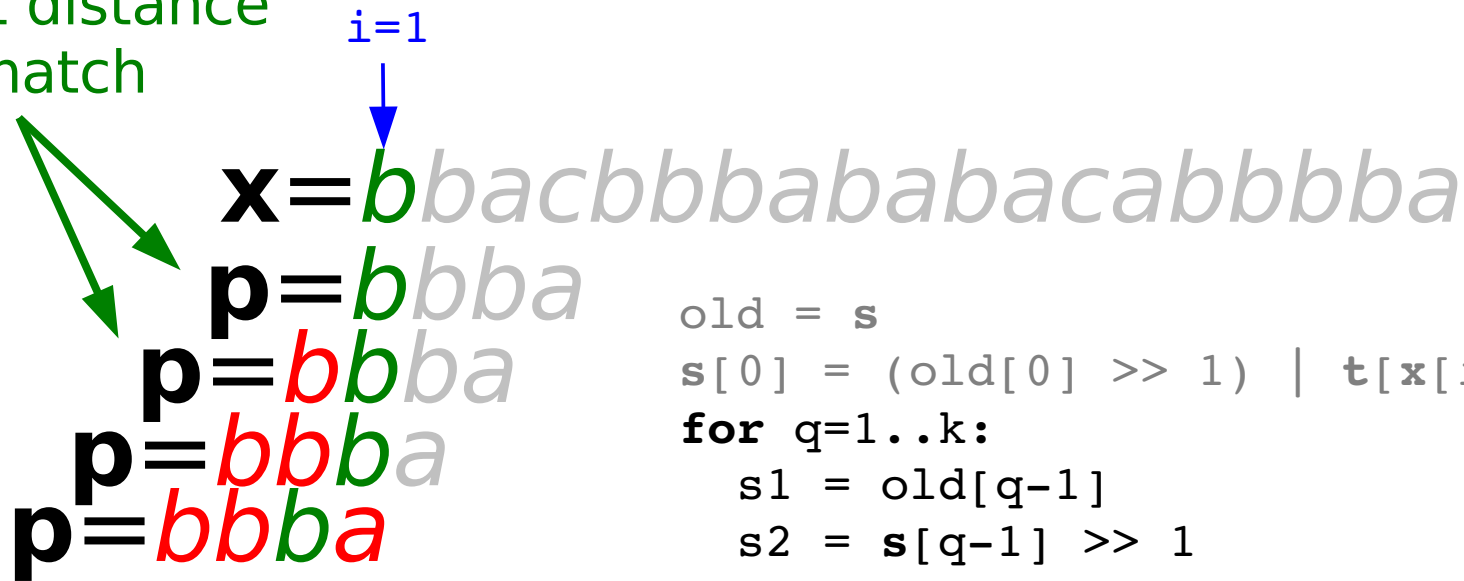 distance
i=1
x=bbacbbbababacabbbba
p=bbba
old = s
p=bbba
s[0] = (old[0] >> 1) | t[x[
for q=1..k:
p=bbba
s1 = old[q-1]
p=bbba
s2 = s[q-1] >> 1